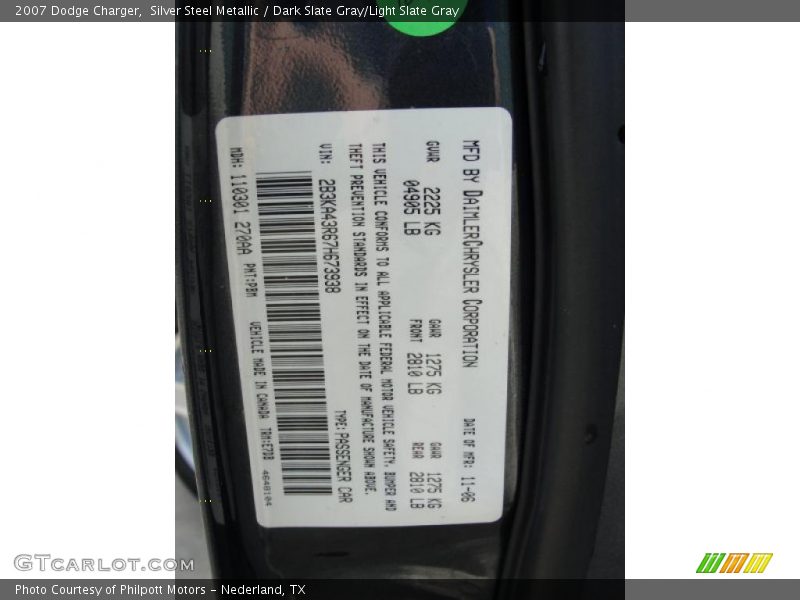 2007 Dodge Charger,  Silver Steel Metallic / Dark Slate Gray/Light Slate Gray
MFD BY DAIMLERCHRYSLER CORPORATION
DATE OF MFR: 11-06
GVWR 2225 KG
04905 LB
GAWR 1275 KG
FRONT 2810 LB
GAWR 1275 KG
REAR 2810 LB
THIS VEHICLE CONFORMS TO ALL APPLICABLE FEDERAL MOTOR VEHICLE SAFETY, BUMPER AND
THEFT PREVENTION STANDARDS IN EFFECT ON THE DATE OF MANUFACTURE SHOWN ABOVE.
VIN: 2B3KA43R67H673938
TYPE: PASSENGER CAR
MDH: 110301 270AA PNT:PBM
VEHICLE MADE IN CANADA TRM:E7DB
4648104
GTCarLot.com
Photo Courtesy of Philpott Motors - Nederland, TX